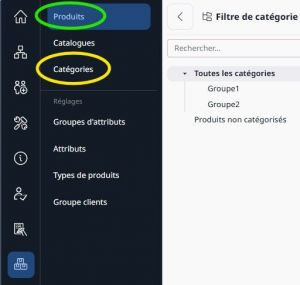 Produits
Catalogues
Catégories
Réglages
Groupes d'attributs
Attributs
Types de produits
Groupe clients
Filtre de catégorie
Rechercher...
Toutes les catégories
Groupe1
Groupe2
Produits non catégorisés